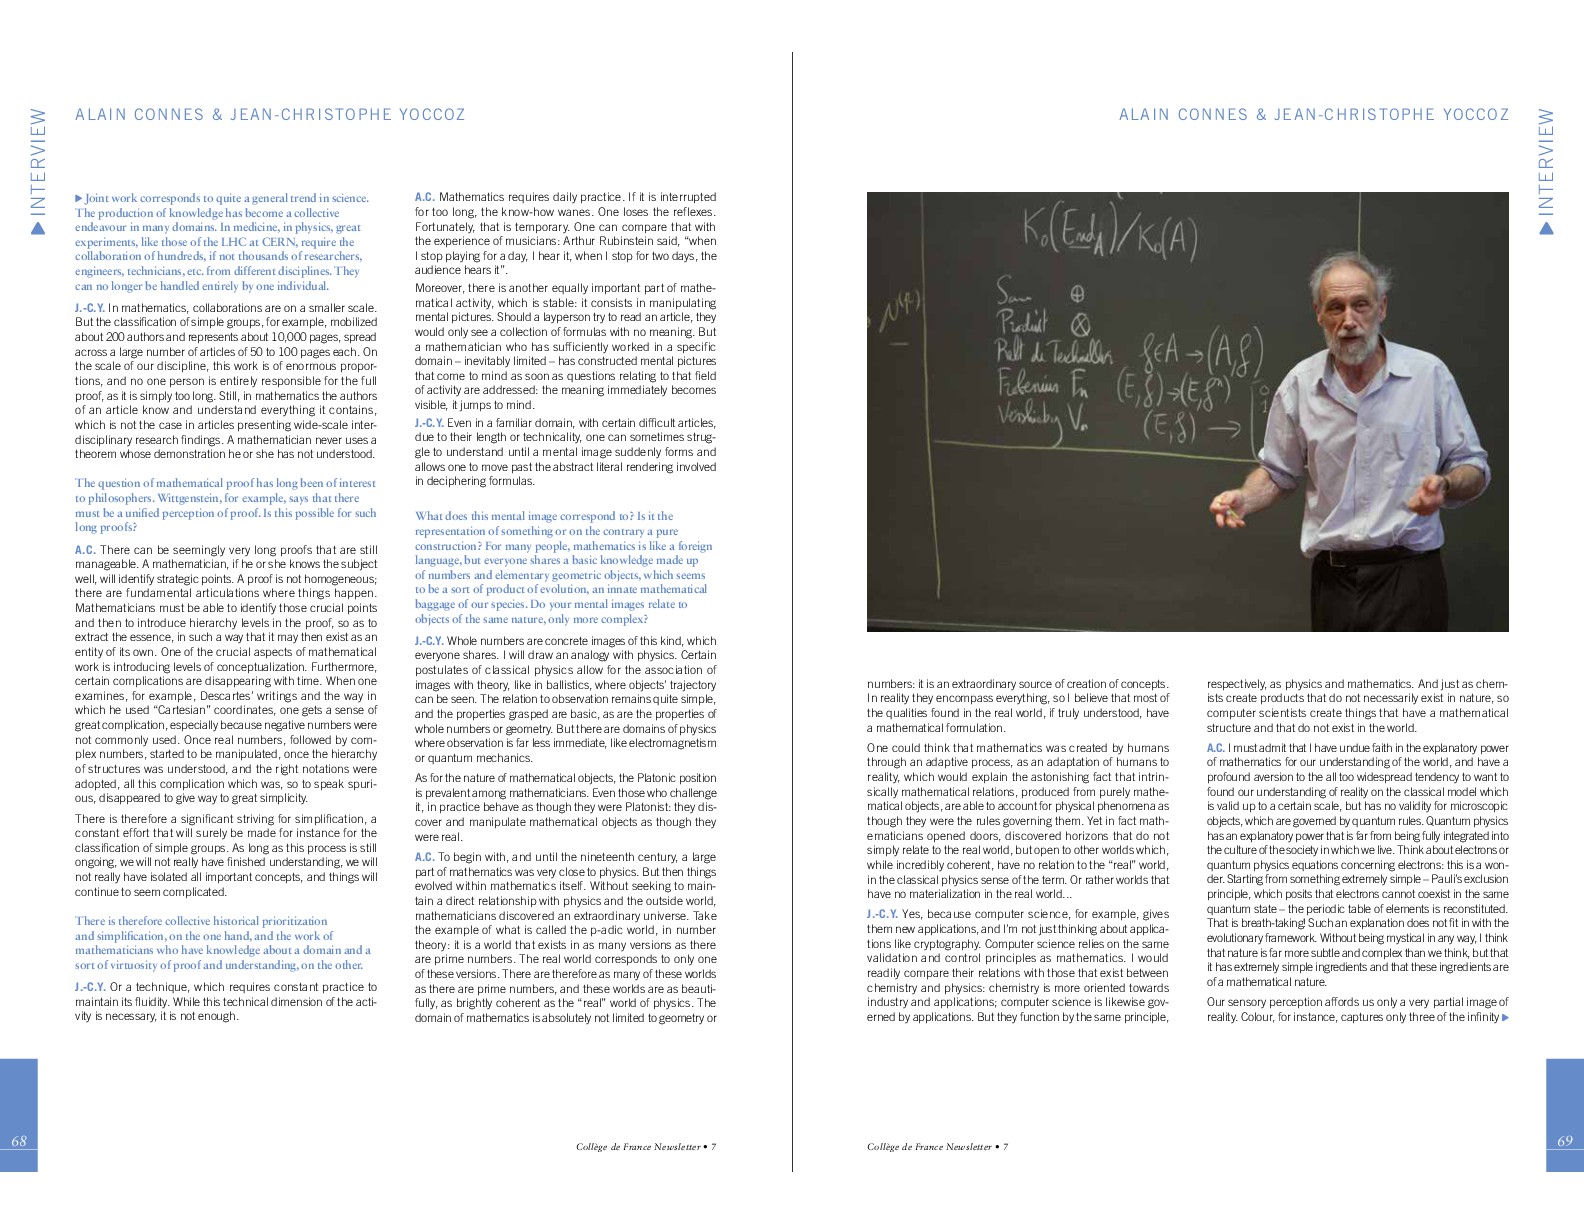 INTERVIEW
ALAIN CONNES & JEAN-CHRISTOPHE YOCCOZ
Joint work corresponds to quite a general trend in science.
The production of knowledge has become a collective
endeavour in many domains. In medicine, in physics, great
experiments, like those of the LHC at CERN, require the
collaboration of hundreds, if not thousands of researchers,
engineers, technicians, etc. from different disciplines. They
can no longer be handled entirely by one individual.
J.-C.Y. In mathematics, collaborations are on a smaller scale.
But the classification of simple groups, for example, mobilized
about 200 authors and represents about 10,000 pages, spread
across a large number of articles of 50 to 100 pages each. On
the scale of our discipline, this work is of enormous propor-
tions, and no one person is entirely responsible for the full
proof, as it is simply too long. Still, in mathematics the authors
of an article know and understand everything it contains,
which is not the case in articles presenting wide-scale inter-
disciplinary research findings. A mathematician never uses a
theorem whose demonstration he or she has not understood.
The question of mathematical proof has long been of interest
to philosophers. Wittgenstein, for example, says that there
must be a unified perception of proof. Is this possible for such
long proofs?
A.C. There can be seemingly very long proofs that are still
manageable. A mathematician, if he or she knows the subject
well, will identify strategic points. A proof is not homogeneous;
there are fundamental articulations where things happen.
Mathematicians must be able to identify those crucial points
and then to introduce hierarchy levels in the proof, so as to
extract the essence, in such a way that it may then exist as an
entity of its own. One of the crucial aspects of mathematical
work is introducing levels of conceptualization. Furthermore,
certain complications are disappearing with time. When one
examines, for example, Descartes' writings and the way in
which he used “Cartesian” coordinates, one gets a sense of
great complication, especially because negative numbers were
not commonly used. Once real numbers, followed by com-
plex numbers, started to be manipulated, once the hierarchy
of structures was understood, and the right notations were
adopted, all this complication which was, so to speak spuri-
ous, disappeared to give way to great simplicity.
There is therefore a significant striving for simplification, a
constant effort that will surely be made for instance for the
classification of simple groups. As long as this process is still
ongoing, we will not really have finished understanding, we will
not really have isolated all important concepts, and things will
continue to seem complicated.
There is therefore collective historical prioritization
and simplification, on the one hand, and the work of
mathematicians who have knowledge about a domain and a
sort of virtuosity of proof and understanding, on the other.
J.-C.Y. Or a technique, which requires constant practice to
maintain its fluidity. While this technical dimension of the acti-
vity is necessary, it is not enough.
A.C. Mathematics requires daily practice. If it is interrupted
for too long, the know-how wanes. One loses the reflexes.
Fortunately, that is temporary. One can compare that with
the experience of musicians: Arthur Rubinstein said, “when
I stop playing for a day, I hear it, when I stop for two days, the
audience hears it”.
Moreover, there is another equally important part of mathe-
matical activity, which is stable: it consists in manipulating
mental pictures. Should a layperson try to read an article, they
would only see a collection of formulas with no meaning. But
a mathematician who has sufficiently worked in a specific
domain – inevitably limited – has constructed mental pictures
that come to mind as soon as questions relating to that field
of activity are addressed: the meaning immediately becomes
visible, it jumps to mind.
J.-C.Y. Even in a familiar domain, with certain difficult articles,
due to their length or technicality, one can sometimes strug-
gle to understand until a mental image suddenly forms and
allows one to move past the abstract literal rendering involved
in deciphering formulas.
What does this mental image correspond to? Is it the
representation of something or on the contrary a pure
construction? For many people, mathematics is like a foreign
language, but everyone shares a basic knowledge made up
of numbers and elementary geometric objects, which seems
to be a sort of product of evolution, an innate mathematical
baggage of our species. Do your mental images relate to
objects of the same nature, only more complex?
J.-C.Y. Whole numbers are concrete images of this kind, which
everyone shares. I will draw an analogy with physics. Certain
postulates of classical physics allow for the association of
images with theory, like in ballistics, where objects' trajectory
can be seen. The relation to observation remains quite simple,
and the properties grasped are basic, as are the properties of
whole numbers or geometry. But there are domains of physics
where observation is far less immediate, like electromagnetism
or quantum mechanics.
As for the nature of mathematical objects, the Platonic position
is prevalent among mathematicians. Even those who challenge
it, in practice behave as though they were Platonist: they dis-
cover and manipulate mathematical objects as though they
were real.
A.C. To begin with, and until the nineteenth century, a large
part of mathematics was very close to physics. But then things
evolved within mathematics itself. Without seeking to main-
tain a direct relationship with physics and the outside world,
mathematicians discovered an extraordinary universe. Take
the example of what is called the p-adic world, in number
theory: it is a world that exists in as many versions as there
are prime numbers. The real world corresponds to only one
of these versions. There are therefore as many of these worlds
as there are prime numbers, and these worlds are as beauti-
fully, as brightly coherent as the “real” world of physics. The
domain of mathematics is absolutely not limited to geometry or
68
Collège de France Newsletter • 7
ALAIN CONNES & JEAN-CHRISTOPHE YOCCOZ
INTERVIEW
K₀(End A)/K₀(A)
Produit ⊗
f∈A → (A,f)
Frobenius Fn (E,f)→(E,fⁿ)
(E,f) →
numbers: it is an extraordinary source of creation of concepts.
In reality they encompass everything, so I believe that most of
the qualities found in the real world, if truly understood, have
a mathematical formulation.
One could think that mathematics was created by humans
through an adaptive process, as an adaptation of humans to
reality, which would explain the astonishing fact that intrin-
sically mathematical relations, produced from purely mathe-
matical objects, are able to account for physical phenomena as
though they were the rules governing them. Yet in fact math-
ematicians opened doors, discovered horizons that do not
simply relate to the real world, but open to other worlds which,
while incredibly coherent, have no relation to the “real” world,
in the classical physics sense of the term. Or rather worlds that
have no materialization in the real world...
J.-C.Y. Yes, because computer science, for example, gives
them new applications, and I'm not just thinking about applica-
tions like cryptography. Computer science relies on the same
validation and control principles as mathematics. I would
readily compare their relations with those that exist between
chemistry and physics: chemistry is more oriented towards
industry and applications; computer science is likewise gov-
erned by applications. But they function by the same principle,
respectively, as physics and mathematics. And just as chem-
ists create products that do not necessarily exist in nature, so
computer scientists create things that have a mathematical
structure and that do not exist in the world.
A.C. I must admit that I have undue faith in the explanatory power
of mathematics for our understanding of the world, and have a
profound aversion to the all too widespread tendency to want to
found our understanding of reality on the classical model which
is valid up to a certain scale, but has no validity for microscopic
objects, which are governed by quantum rules. Quantum physics
has an explanatory power that is far from being fully integrated into
the culture of the society in which we live. Think about electrons or
quantum physics equations concerning electrons: this is a won-
der. Starting from something extremely simple – Pauli's exclusion
principle, which posits that electrons cannot coexist in the same
quantum state – the periodic table of elements is reconstituted.
That is breath-taking! Such an explanation does not fit in with the
evolutionary framework. Without being mystical in any way, I think
that nature is far more subtle and complex than we think, but that
it has extremely simple ingredients and that these ingredients are
of a mathematical nature.
Our sensory perception affords us only a very partial image of
reality. Colour, for instance, captures only three of the infinity
Collège de France Newsletter • 7
69